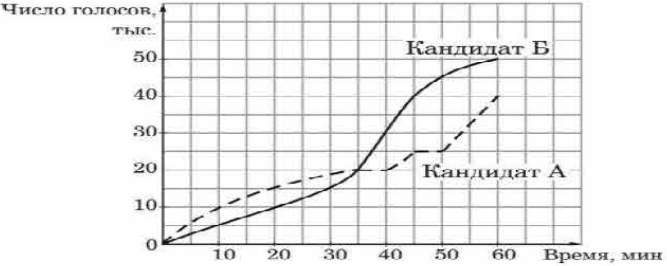 Число голосов,
тыс.
50
40
30
20
10
0
Кандидат Б
Кандидат А
10 20 30 40 50 60 Время, мин